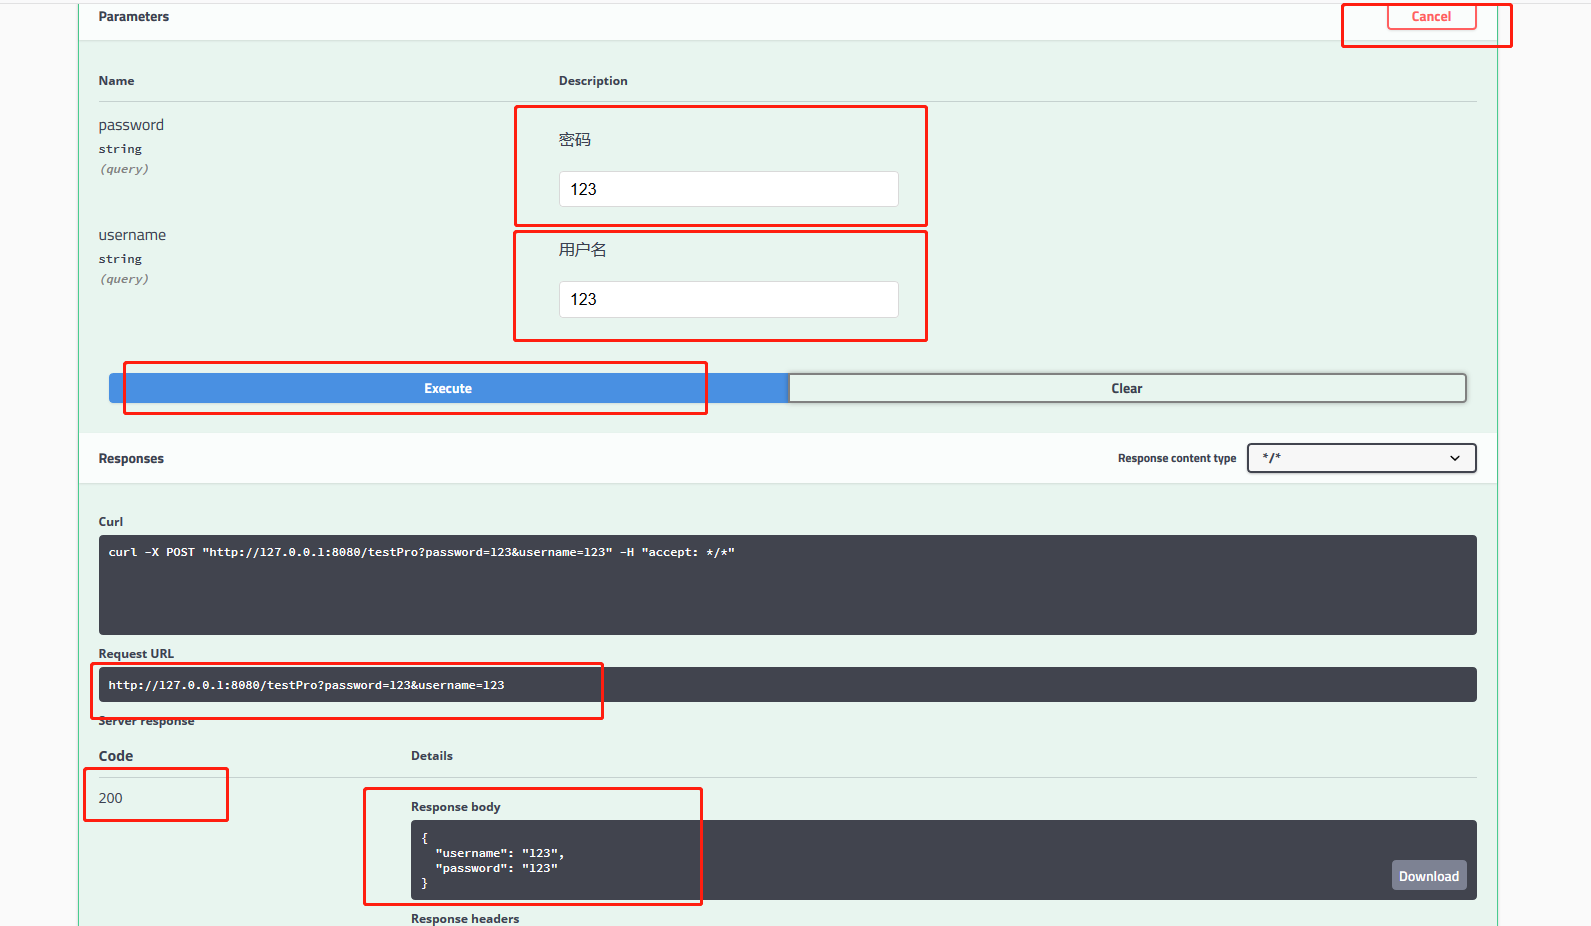 Parameters
Cancel
Name
Description
password
string
(query)
密码
123
username
string
(query)
用户名
123
Execute
Clear
Responses
Response content type
*/*
Curl
curl -X POST "http://127.0.0.1:8080/testPro?password=123&username=123" -H "accept: */*"
Request URL
http://127.0.0.1:8080/testPro?password=123&username=123
Server response
Code
Details
200
Response body
{
"username": "123",
"password": "123"
}
Download
Response headers